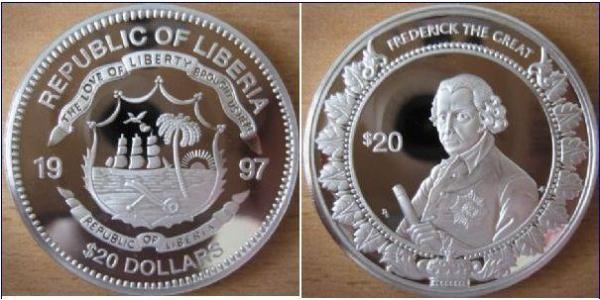 REPUBLIC OF LIBERIA
THE LOVE OF LIBERTY BROUGHT US HERE
19 97
REPUBLIC OF LIBERIA
$20 DOLLARS
FREDERICK THE GREAT
$20